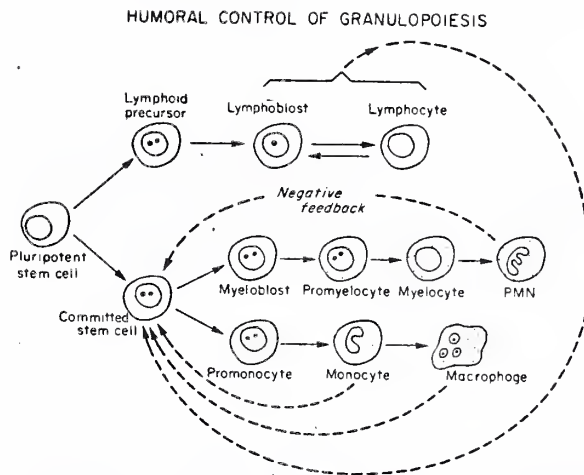 HUMORAL CONTROL OF GRANULOPOIESIS
Lymphoid
precursor
Lymphoblast
Lymphocyte
Negative
feedback
Pluripotent
stem cell
Committed
stem cell
Myeloblast
Promyelocyte
Myelocyte
PMN
Promonocyte
Monocyte
Macrophage